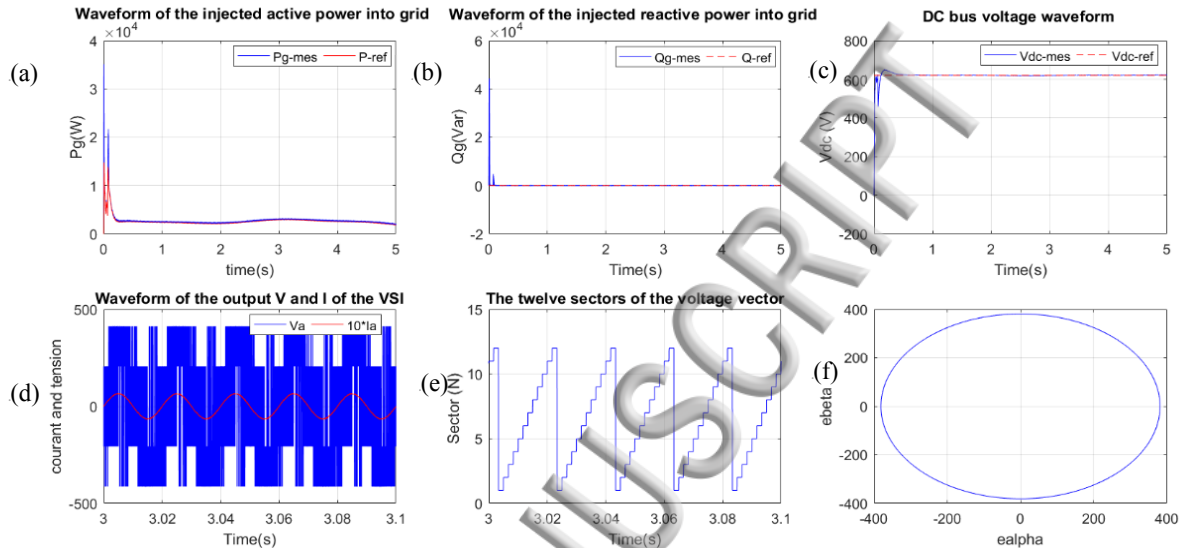 Waveform of the injected active power into grid
×10^4
(a)
Pg-mes P-ref
Pg(W)
4
3
2
1
0
0 1 2 3 4 5
time(s)
Waveform of the injected reactive power into grid
×10^4
(b)
Qg-mes Q-ref
Qg(Var)
6
4
2
0
-2
0 1 2 3 4 5
Time(s)
DC bus voltage waveform
(c)
Vdc-mes Vdc-ref
Vdc (V)
800
600
400
200
0
-200
0 1 2 3 4 5
Time(s)
Waveform of the output V and I of the VSI
(d)
Va 10*Ia
courant and tension
500
0
-500
3 3.02 3.04 3.06 3.08 3.1
Time(s)
The twelve sectors of the voltage vector
(e)
Sector (N)
15
10
5
0
3 3.02 3.04 3.06 3.08 3.1
Time(s)
(f)
ebeta
400
200
0
-200
-400
-400 -200 0 200 400
ealpha
USCRIPT